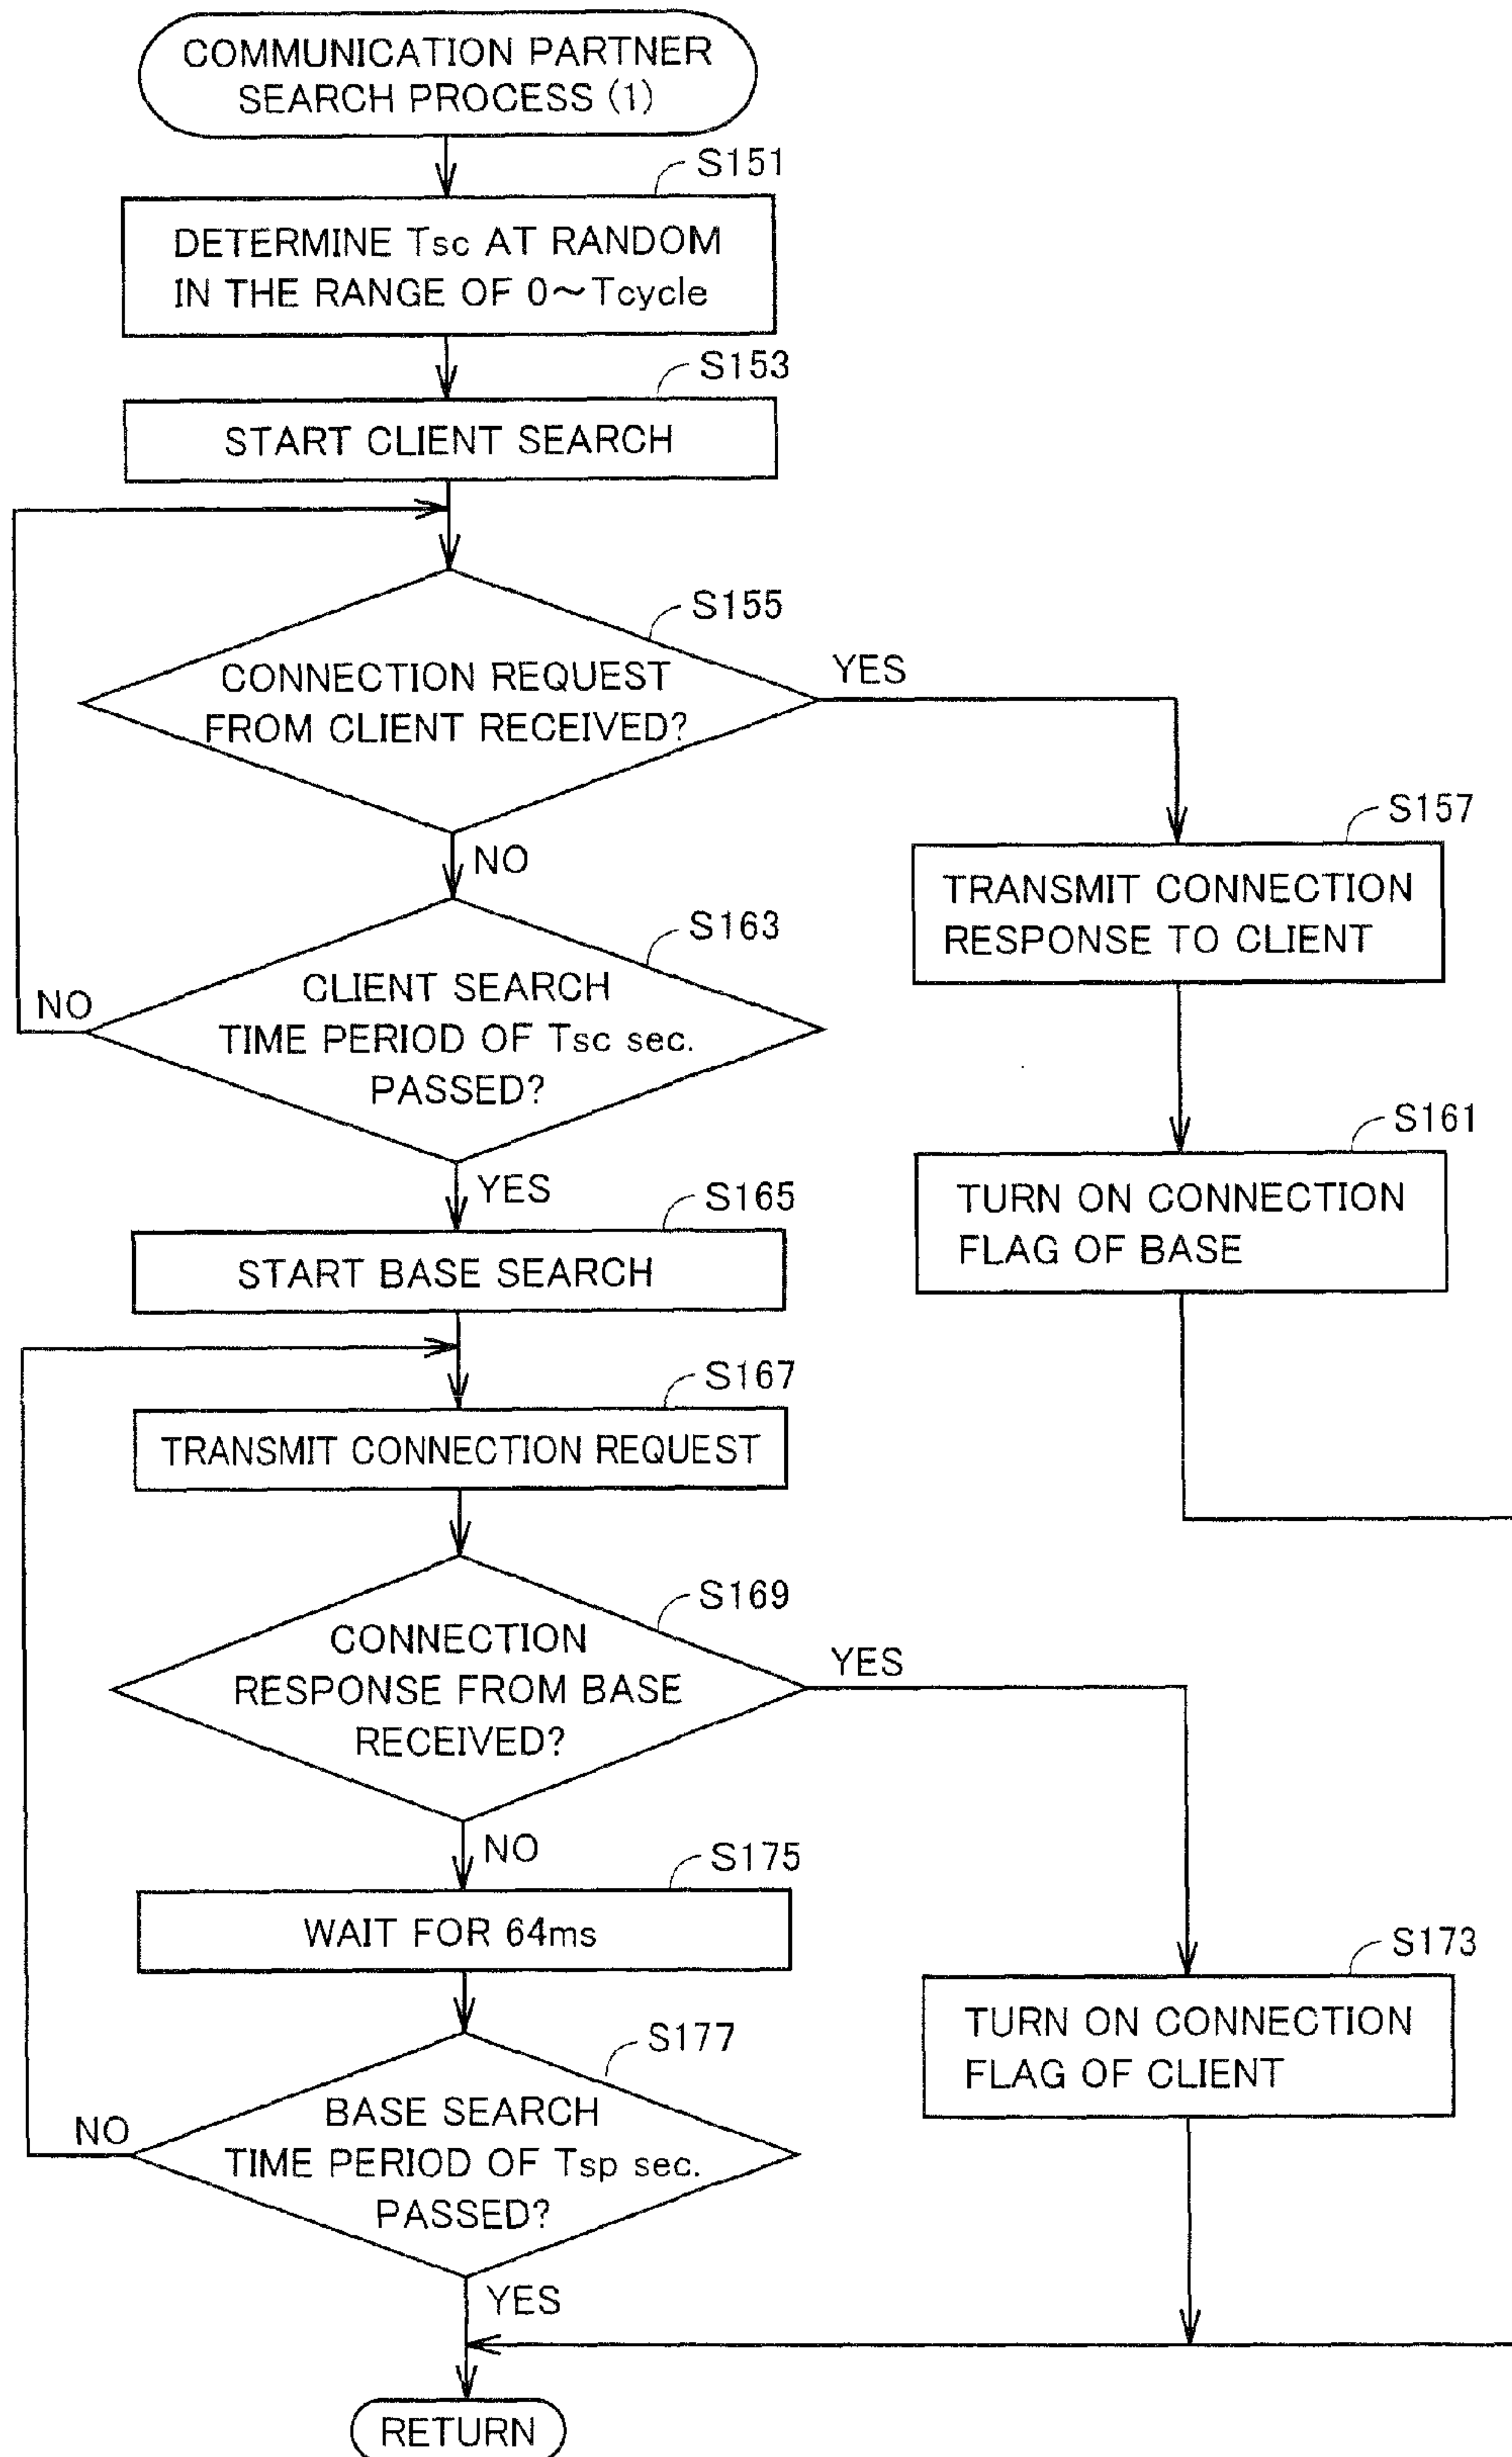 COMMUNICATION PARTNER
SEARCH PROCESS (1)
S151
DETERMINE Tsc AT RANDOM
IN THE RANGE OF 0～Tcycle
S153
START CLIENT SEARCH
S155
CONNECTION REQUEST
FROM CLIENT RECEIVED?
YES
NO
S157
TRANSMIT CONNECTION
RESPONSE TO CLIENT
S163
CLIENT SEARCH
TIME PERIOD OF Tsc sec.
PASSED?
NO
YES
S161
TURN ON CONNECTION
FLAG OF BASE
S165
START BASE SEARCH
S167
TRANSMIT CONNECTION REQUEST
S169
CONNECTION
RESPONSE FROM BASE
RECEIVED?
YES
NO
S175
WAIT FOR 64ms
S173
TURN ON CONNECTION
FLAG OF CLIENT
S177
BASE SEARCH
TIME PERIOD OF Tsp sec.
PASSED?
NO
YES
RETURN